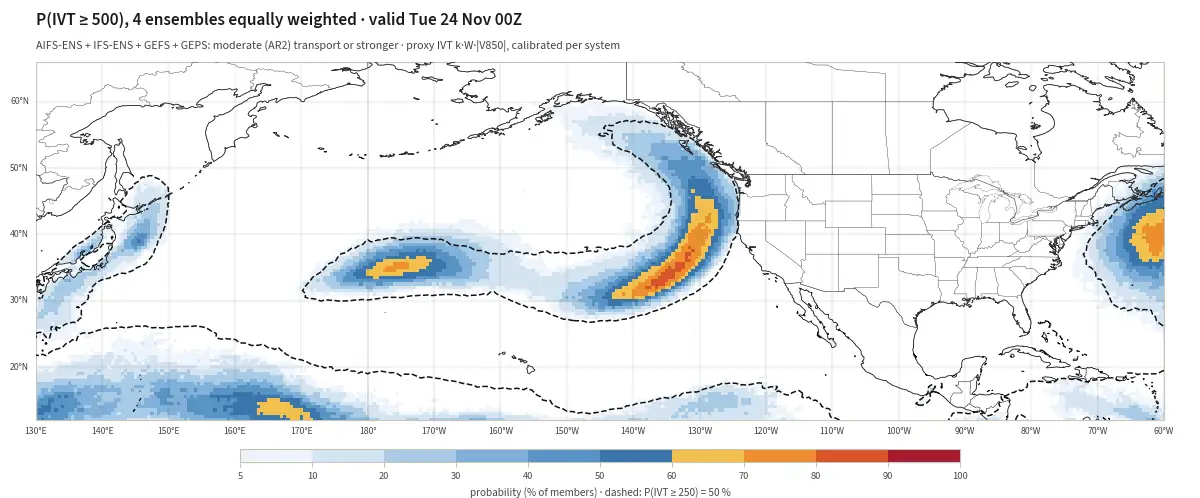 P(IVT ≥ 500), 4 ensembles equally weighted · valid Tue 24 Nov 00Z
AIFS-ENS + IFS-ENS + GEFS + GEPS: moderate (AR2) transport or stronger · proxy IVT k·W·|V850|, calibrated per system
60°N
50°N
40°N
30°N
20°N
130°E 140°E 150°E 160°E 170°E 180° 170°W 160°W 150°W 140°W 130°W 120°W 110°W 100°W 90°W 80°W 70°W 60°W
5 10 20 30 40 50 60 70 80 90 100
probability (% of members) · dashed: P(IVT ≥ 250) = 50 %